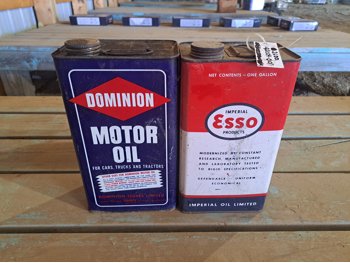 DOMINION
MOTOR
OIL
FOR CARS, TRUCKS AND TRACTORS
NET CONTENTS - ONE GALLON
IMPERIAL
Esso
PRODUCTS
MODERNIZED BY CONSTANT
RESEARCH, MANUFACTURED
AND LABORATORY TESTED
TO RIGID SPECIFICATIONS
DEPENDABLE - UNIFORM
ECONOMICAL
IMPERIAL OIL LIMITED